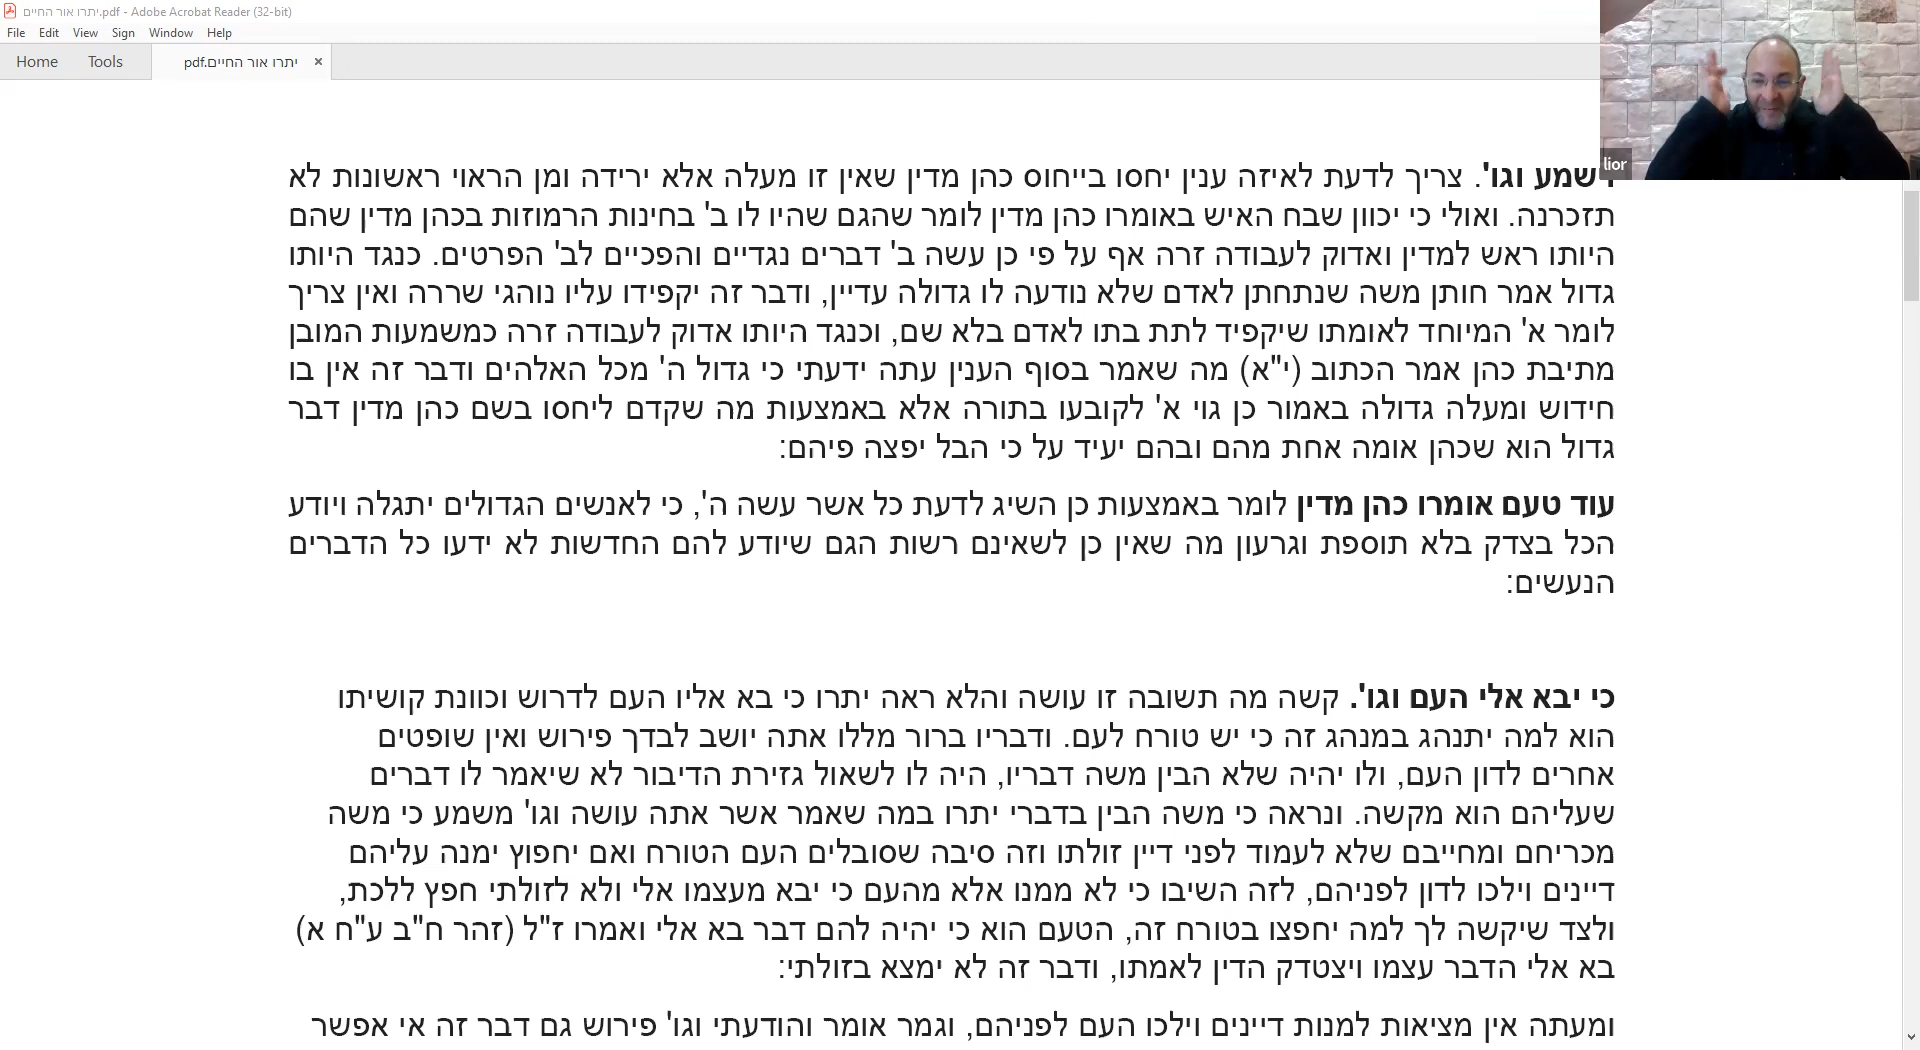 יתרו אור החיים.pdf - Adobe Acrobat Reader (32-bit)
File Edit View Sign Window Help
Home Tools יתרו אור החיים.pdf ×
lior
וישמע וגו'. צריך לדעת לאיזה ענין יחסו בייחוס כהן מדין שאין זו מעלה אלא ירידה ומן הראוי ראשונות לא
תזכרנה. ואולי כי יכוון שבח האיש באומרו כהן מדין לומר שהגם שהיו לו ב' בחינות הרמוזות בכהן מדין שהם
היותו ראש למדין ואדוק לעבודה זרה אף על פי כן עשה ב' דברים נגדיים והפכיים לב' הפרטים. כנגד היותו
גדול אמר חותן משה שנתחתן לאדם שלא נודעה לו גדולה עדיין, ודבר זה יקפידו עליו נוהגי שררה ואין צריך
לומר א' המיוחד לאומתו שיקפיד לתת בתו לאדם בלא שם, וכנגד היותו אדוק לעבודה זרה כמשמעות המובן
מתיבת כהן אמר הכתוב (י"א) מה שאמר בסוף הענין עתה ידעתי כי גדול ה' מכל האלהים ודבר זה אין בו
חידוש ומעלה גדולה באמור כן גוי א' לקובעו בתורה אלא באמצעות מה שקדם ליחסו בשם כהן מדין דבר
גדול הוא שכהן אומה אחת מהם ובהם יעיד על כי הבל יפצה פיהם:
עוד טעם אומרו כהן מדין לומר באמצעות כן השיג לדעת כל אשר עשה ה', כי לאנשים הגדולים יתגלה ויודע
הכל בצדק בלא תוספת וגרעון מה שאין כן לשאינם רשות הגם שיודע להם החדשות לא ידעו כל הדברים
הנעשים:
כי יבא אלי העם וגו'. קשה מה תשובה זו עושה והלא ראה יתרו כי בא אליו העם לדרוש וכוונת קושיתו
הוא למה יתנהג במנהג זה כי יש טורח לעם. ודבריו ברור מללו אתה יושב לבדך פירוש ואין שופטים
אחרים לדון העם, ולו יהיה שלא הבין משה דבריו, היה לו לשאול גזירת הדיבור לא שיאמר לו דברים
שעליהם הוא מקשה. ונראה כי משה הבין בדברי יתרו במה שאמר אשר אתה עושה וגו' משמע כי משה
מכריחם ומחייבם שלא לעמוד לפני דיין זולתו וזה סיבה שסובלים העם הטורח ואם יחפוץ ימנה עליהם
דיינים וילכו לדון לפניהם, לזה השיבו כי לא ממנו אלא מהעם כי יבא מעצמו אלי ולא לזולתי חפץ ללכת,
ולצד שיקשה לך למה יחפצו בטורח זה, הטעם הוא כי יהיה להם דבר בא אלי ואמרו ז"ל (זהר ח"ב ע"ח א)
בא אלי הדבר עצמו ויצטדק הדין לאמתו, ודבר זה לא ימצא בזולתי:
ומעתה אין מציאות למנות דיינים וילכו העם לפניהם, וגמר אומר והודעתי וגו' פירוש גם דבר זה אי אפשר